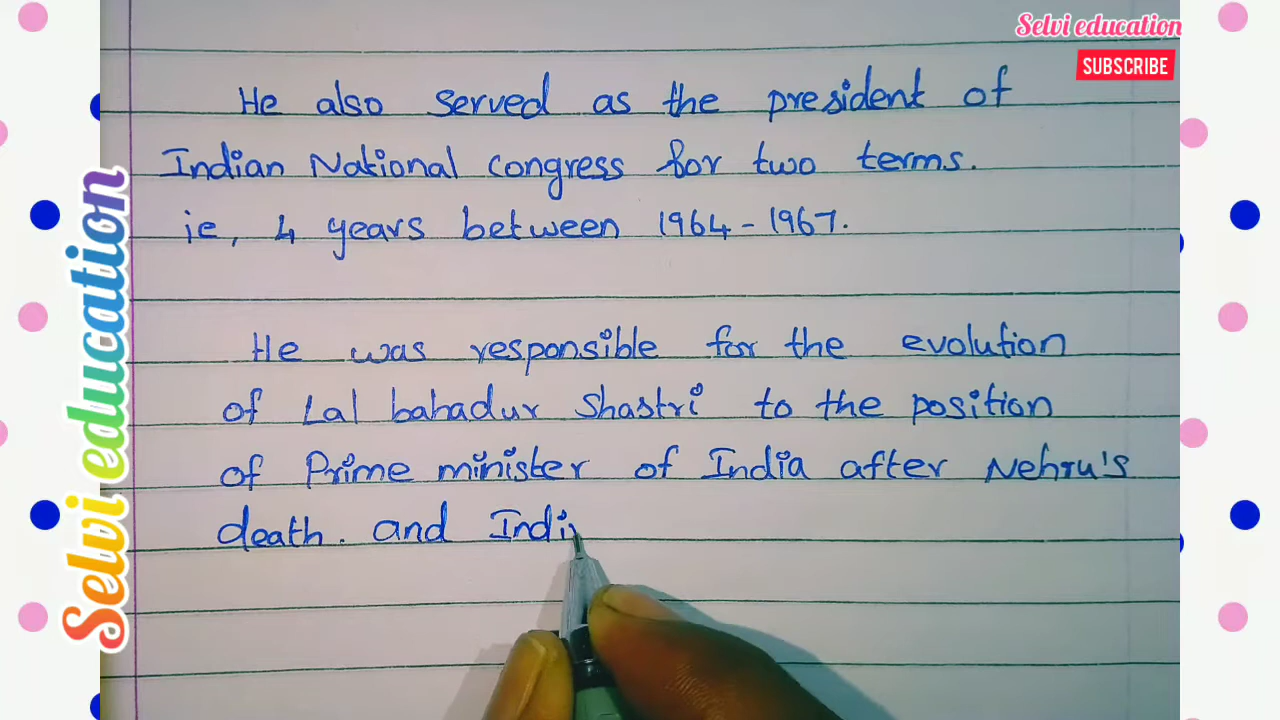 Selvi education
SUBSCRIBE
He also served as the president of
Indian National congress for two terms.
ie, 4 years between 1964-1967.
He was responsible for the evolution
of Lal bahadur Shastri to the position
of Prime minister of India after Nehru's
death. and Indi
Selvi education